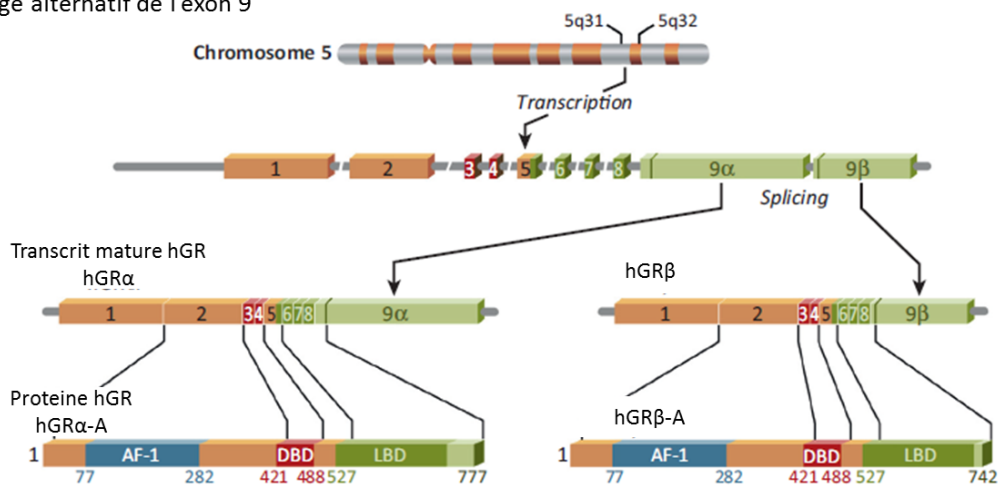 ge alternatif de l'exon 9
5q31 5q32
Chromosome 5
Transcription
1 2 3 4 5 6 7 8 9α 9β
Splicing
Transcrit mature hGR
hGRα
hGRβ
1 2 3 4 5 6 7 8 9α
1 2 3 4 5 6 7 8 9β
Proteine hGR
hGRα-A
hGRβ-A
1 AF-1 DBD LBD
77 282 421 488 527 777
1 AF-1 DBD LBD
77 282 421 488 527 742